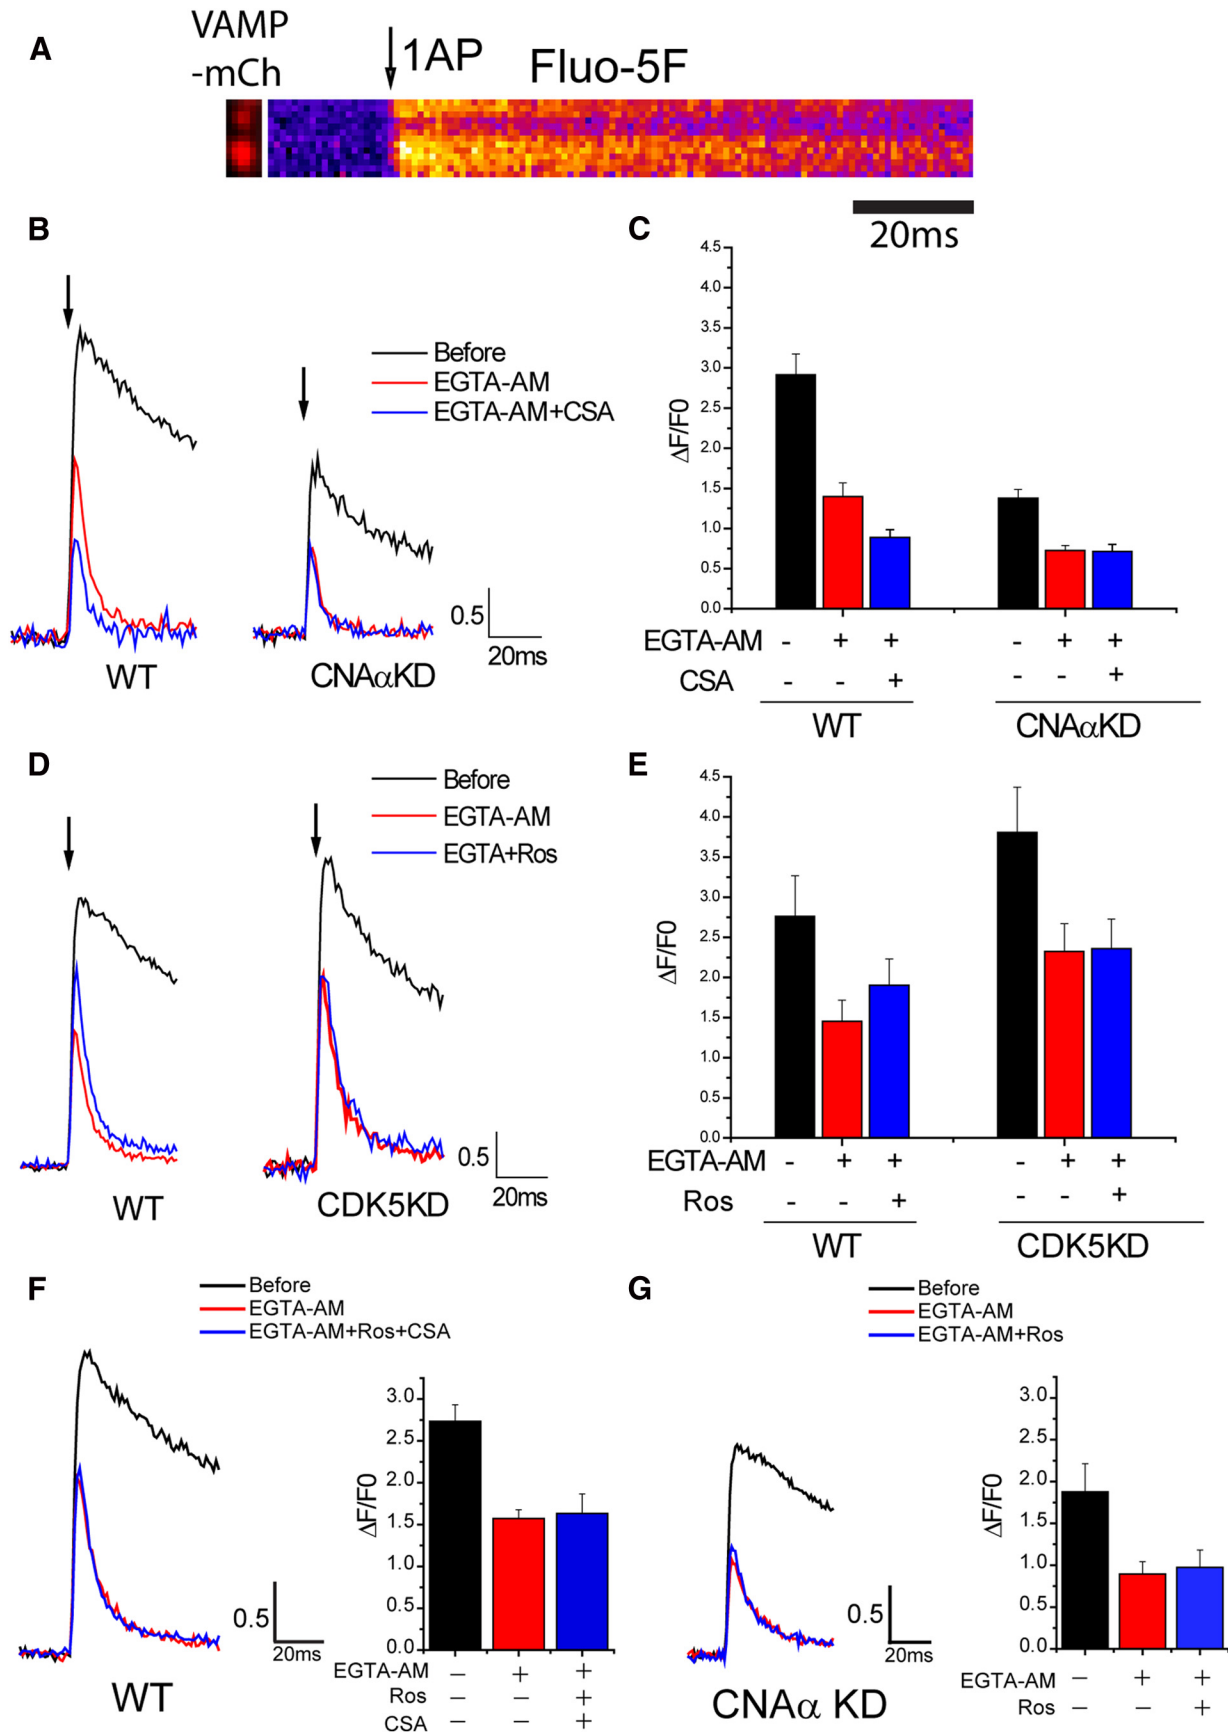 A
VAMP
-mCh
1AP
Fluo-5F
20ms
B
Before
EGTA-AM
EGTA-AM+CSA
0.5
20ms
WT
CNAαKD
C
4.5
4.0
3.5
3.0
2.5
2.0
1.5
1.0
0.5
0.0
ΔF/F0
EGTA-AM - + + - + +
CSA - - + - - +
WT
CNAαKD
D
Before
EGTA-AM
EGTA+Ros
0.5
20ms
WT
CDK5KD
E
4.5
4.0
3.5
3.0
2.5
2.0
1.5
1.0
0.5
0.0
ΔF/F0
EGTA-AM - + + - + +
Ros - - + - - +
WT
CDK5KD
F
Before
EGTA-AM
EGTA-AM+Ros+CSA
0.5
20ms
WT
3.0
2.5
2.0
1.5
1.0
0.5
0.0
ΔF/F0
EGTA-AM − + +
Ros − − +
CSA − − +
G
Before
EGTA-AM
EGTA-AM+Ros
0.5
20ms
CNAα KD
3.0
2.5
2.0
1.5
1.0
0.5
0.0
ΔF/F0
EGTA-AM − + +
Ros − − +